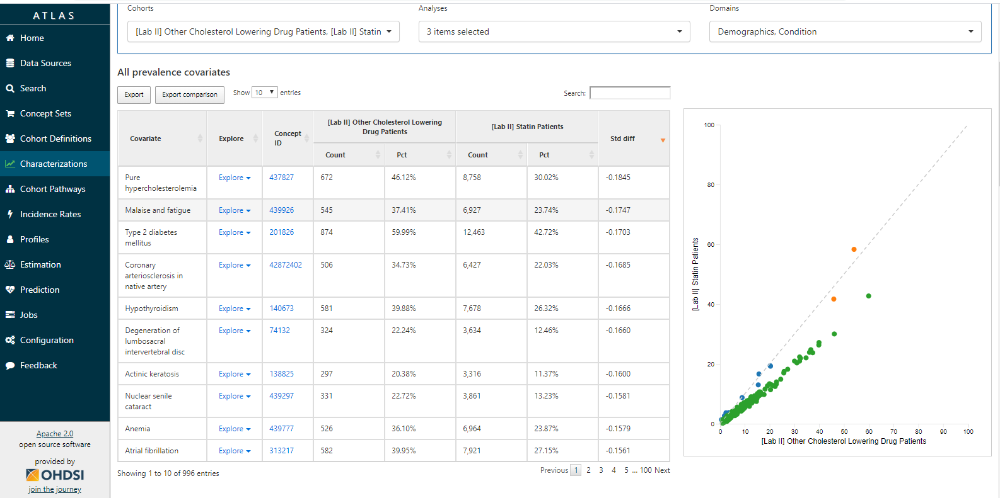 ATLAS
Home
Data Sources
Search
Concept Sets
Cohort Definitions
Characterizations
Cohort Pathways
Incidence Rates
Profiles
Estimation
Prediction
Jobs
Configuration
Feedback
Apache 2.0
open source software
provided by
OHDSI
join the journey
Cohorts
Analyses
Domains
[Lab II] Other Cholesterol Lowering Drug Patients, [Lab II] Statin
3 items selected
Demographics, Condition
All prevalence covariates
Export
Export comparison
Show 10 entries
Search:
Covariate
Explore
Concept
ID
[Lab II] Other Cholesterol Lowering
Drug Patients
[Lab II] Statin Patients
Std diff
Count
Pct
Count
Pct
Pure
hypercholesterolemia
Explore
437827
672
46.12%
8,758
30.02%
-0.1845
Malaise and fatigue
Explore
439926
545
37.41%
6,927
23.74%
-0.1747
Type 2 diabetes
mellitus
Explore
201826
874
59.99%
12,463
42.72%
-0.1703
Coronary
arteriosclerosis in
native artery
Explore
42872402
506
34.73%
6,427
22.03%
-0.1685
Hypothyroidism
Explore
140673
581
39.88%
7,678
26.32%
-0.1666
Degeneration of
lumbosacral
intervertebral disc
Explore
74132
324
22.24%
3,634
12.46%
-0.1660
Actinic keratosis
Explore
138825
297
20.38%
3,316
11.37%
-0.1600
Nuclear senile
cataract
Explore
439297
331
22.72%
3,861
13.23%
-0.1581
Anemia
Explore
439777
526
36.10%
6,964
23.87%
-0.1579
Atrial fibrillation
Explore
313217
582
39.95%
7,921
27.15%
-0.1561
Showing 1 to 10 of 996 entries
Previous 1 2 3 4 5 ... 100 Next
100
80
60
40
20
0
[Lab II] Statin Patients
0 10 20 30 40 50 60 70 80 90 100
[Lab II] Other Cholesterol Lowering Drug Patients